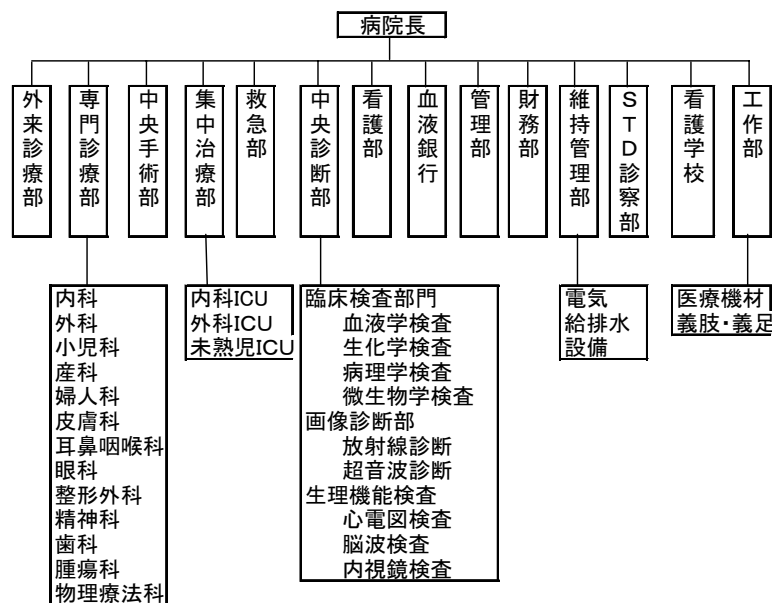 病院長
外来診療部
専門診療部
中央手術部
集中治療部
救急部
中央診断部
看護部
血液銀行
管理部
財務部
維持管理部
STD診察部
看護学校
工作部
内科
外科
小児科
産科
婦人科
皮膚科
耳鼻咽喉科
眼科
整形外科
精神科
歯科
腫瘍科
物理療法科
内科ICU
外科ICU
未熟児ICU
臨床検査部門
血液学検査
生化学検査
病理学検査
微生物学検査
画像診断部
放射線診断
超音波診断
生理機能検査
心電図検査
脳波検査
内視鏡検査
電気
給排水
設備
医療機材
義肢・義足